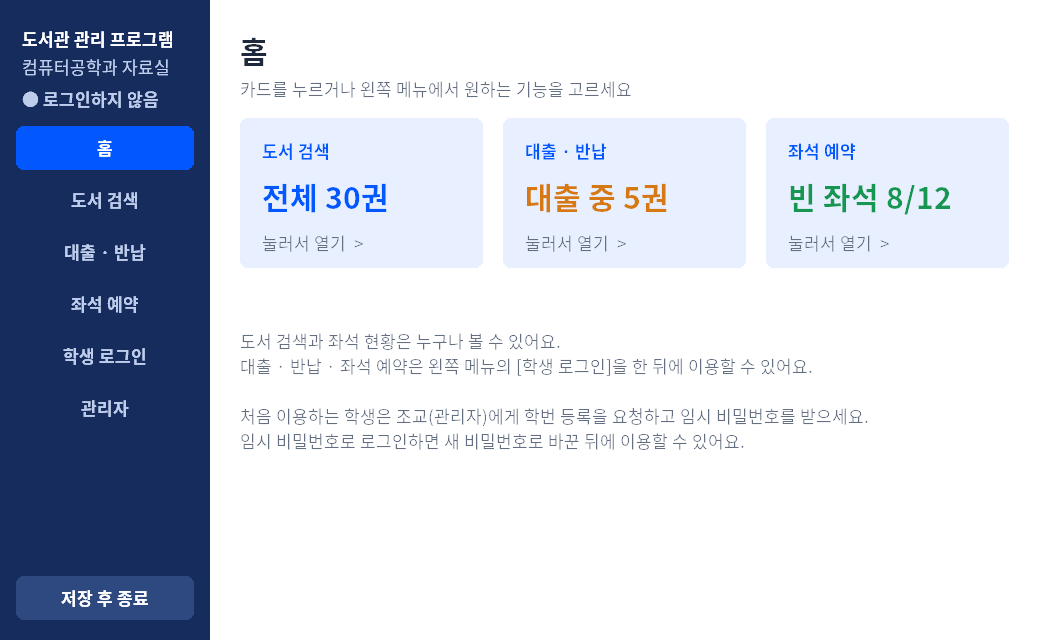 도서관 관리 프로그램
컴퓨터공학과 자료실
● 로그인하지 않음
홈
도서 검색
대출 · 반납
좌석 예약
학생 로그인
관리자
저장 후 종료
홈
카드를 누르거나 왼쪽 메뉴에서 원하는 기능을 고르세요
도서 검색
전체 30권
눌러서 열기 >
대출 · 반납
대출 중 5권
눌러서 열기 >
좌석 예약
빈 좌석 8/12
눌러서 열기 >
도서 검색과 좌석 현황은 누구나 볼 수 있어요.
대출 · 반납 · 좌석 예약은 왼쪽 메뉴의 [학생 로그인]을 한 뒤에 이용할 수 있어요.
처음 이용하는 학생은 조교(관리자)에게 학번 등록을 요청하고 임시 비밀번호를 받으세요.
임시 비밀번호로 로그인하면 새 비밀번호로 바꾼 뒤에 이용할 수 있어요.